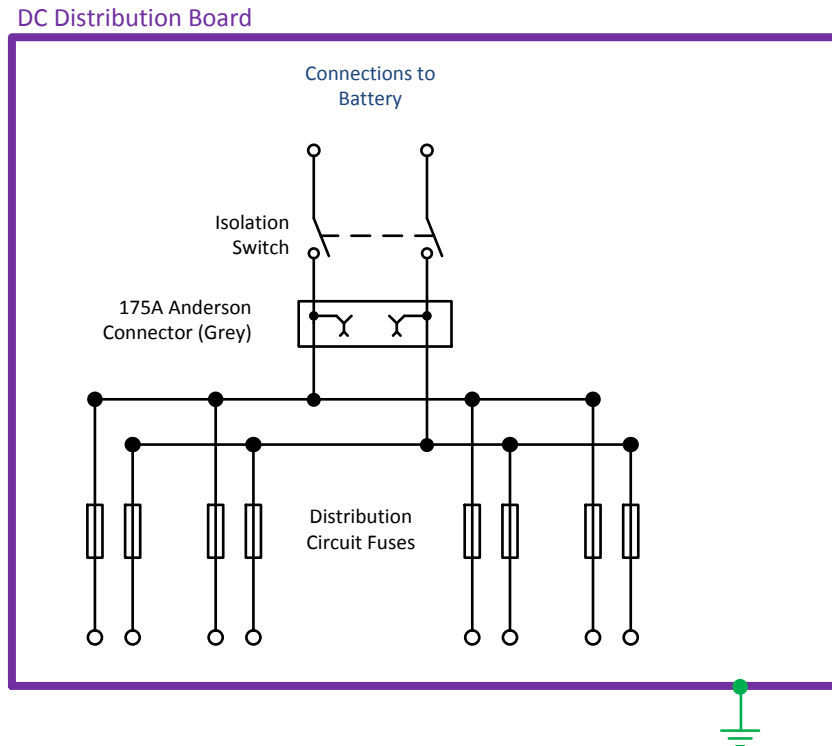 DC Distribution Board
Connections to
Battery
Isolation
Switch
175A Anderson
Connector (Grey)
Distribution
Circuit Fuses